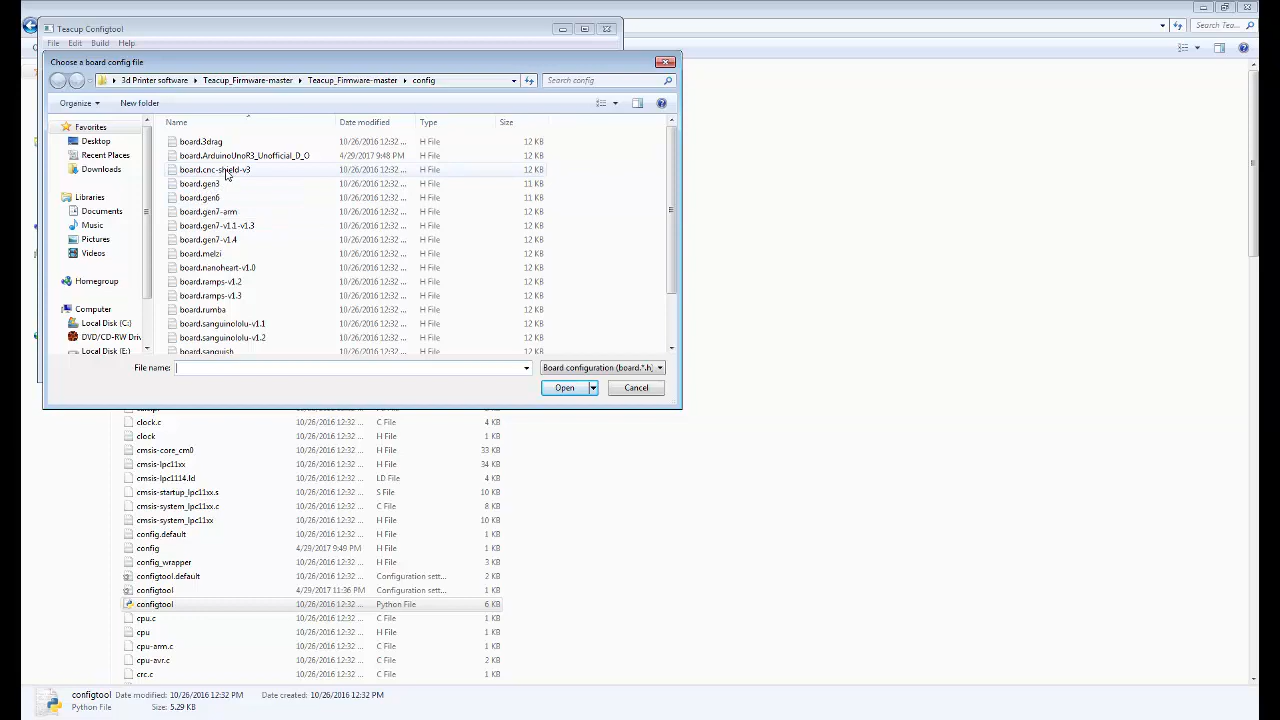 Search Tea...
Teacup Configtool
File Edit Build Help
Choose a board config file
3d Printer software Teacup_Firmware-master Teacup_Firmware-master config
Search config
Organize New folder
Name Date modified Type Size
Favorites
Desktop
Recent Places
Downloads
Libraries
Documents
Music
Pictures
Videos
Homegroup
Computer
Local Disk (C:)
DVD/CD-RW Driv
Local Disk (E:)
board.3drag 10/26/2016 12:32 ... H File 12 KB
board.ArduinoUnoR3_Unofficial_D_O 4/29/2017 9:48 PM H File 12 KB
board.cnc-shield-v3 10/26/2016 12:32 ... H File 12 KB
board.gen3 10/26/2016 12:32 ... H File 11 KB
board.gen6 10/26/2016 12:32 ... H File 11 KB
board.gen7-arm 10/26/2016 12:32 ... H File 12 KB
board.gen7-v1.1-v1.3 10/26/2016 12:32 ... H File 12 KB
board.gen7-v1.4 10/26/2016 12:32 ... H File 12 KB
board.melzi 10/26/2016 12:32 ... H File 12 KB
board.nanoheart-v1.0 10/26/2016 12:32 ... H File 12 KB
board.ramps-v1.2 10/26/2016 12:32 ... H File 12 KB
board.ramps-v1.3 10/26/2016 12:32 ... H File 12 KB
board.rumba 10/26/2016 12:32 ... H File 12 KB
board.sanguinololu-v1.1 10/26/2016 12:32 ... H File 12 KB
board.sanguinololu-v1.2 10/26/2016 12:32 ... H File 12 KB
board.sanguish 10/26/2016 12:32 ... H File 12 KB
File name: Board configuration (board.*.h)
Open Cancel
clock.c 10/26/2016 12:32 ... C File 4 KB
clock 10/26/2016 12:32 ... H File 1 KB
cmsis-core_cm0 10/26/2016 12:32 ... H File 33 KB
cmsis-lpc11xx 10/26/2016 12:32 ... H File 34 KB
cmsis-lpc1114.ld 10/26/2016 12:32 ... LD File 4 KB
cmsis-startup_lpc11xx.s 10/26/2016 12:32 ... S File 10 KB
cmsis-system_lpc11xx.c 10/26/2016 12:32 ... C File 8 KB
cmsis-system_lpc11xx 10/26/2016 12:32 ... H File 10 KB
config.default 10/26/2016 12:32 ... H File 1 KB
config 4/29/2017 9:49 PM H File 1 KB
config_wrapper 10/26/2016 12:32 ... H File 3 KB
configtool.default 10/26/2016 12:32 ... Configuration sett... 2 KB
configtool 4/29/2017 11:36 PM Configuration sett... 1 KB
configtool 10/26/2016 12:32 ... Python File 6 KB
cpu.c 10/26/2016 12:32 ... C File 1 KB
cpu 10/26/2016 12:32 ... H File 1 KB
cpu-arm.c 10/26/2016 12:32 ... C File 1 KB
cpu-avr.c 10/26/2016 12:32 ... C File 2 KB
crc.c 10/26/2016 12:32 ... C File 1 KB
configtool Date modified: 10/26/2016 12:32 PM Date created: 10/26/2016 12:32 PM
Python File Size: 5.29 KB